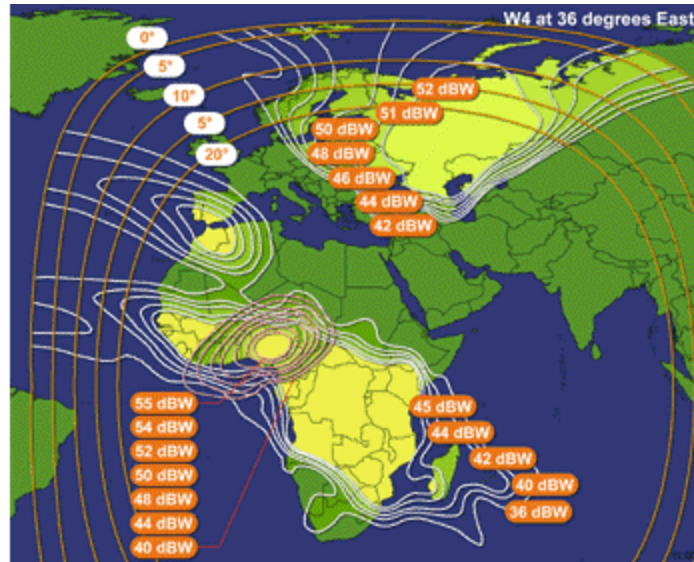 W4 at 36 degrees East
0°
5°
10°
5°
20°
52 dBW
51 dBW
50 dBW
48 dBW
46 dBW
44 dBW
42 dBW
55 dBW
54 dBW
52 dBW
50 dBW
48 dBW
44 dBW
40 dBW
45 dBW
44 dBW
42 dBW
40 dBW
36 dBW